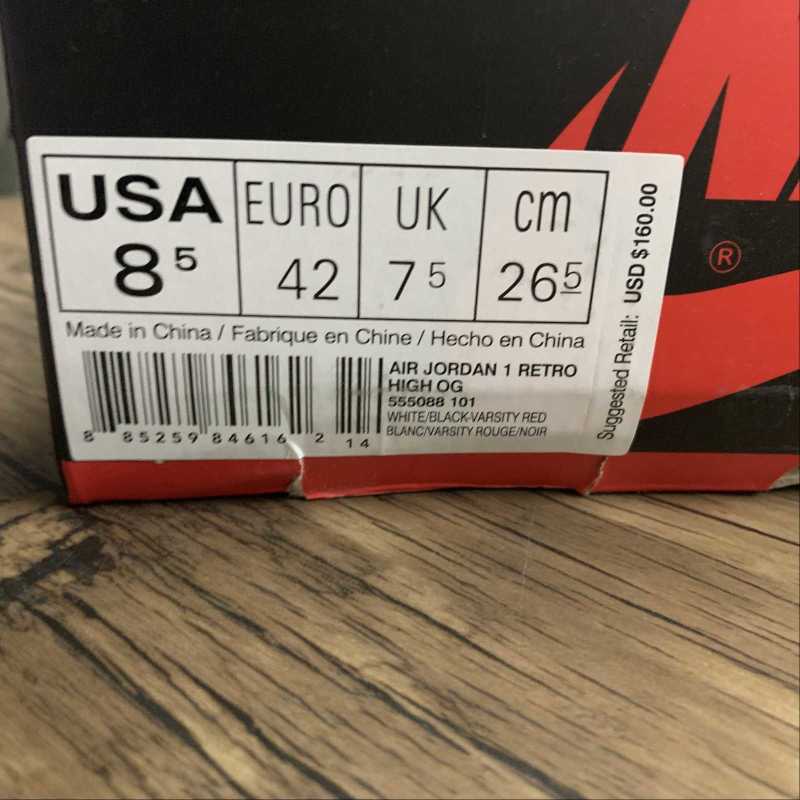 USA EURO UK cm
8 5 42 7 5 26 5
Made in China / Fabrique en Chine / Hecho en China
AIR JORDAN 1 RETRO
HIGH OG
555088 101
WHITE/BLACK-VARSITY RED
BLANC/VARSITY ROUGE/NOIR
8 85259 84616 2 14
Suggested Retail: USD $160.00
®